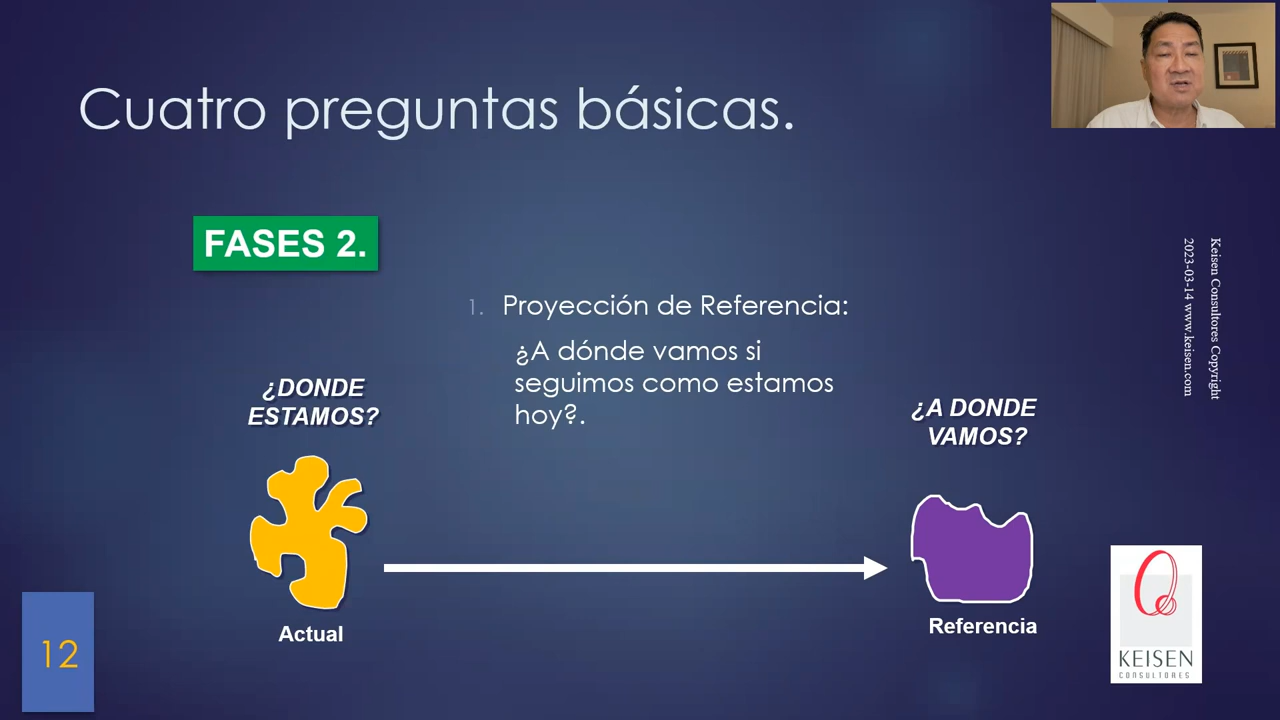 Cuatro preguntas básicas.
FASES 2.
1. Proyección de Referencia:
¿A dónde vamos si
seguimos como estamos
hoy?.
¿DONDE
ESTAMOS?
¿A DONDE
VAMOS?
Actual
Referencia
Keisen Consultores Copyright
2023-03-14 www.keisen.com
KEISEN
CONSULTORES
12